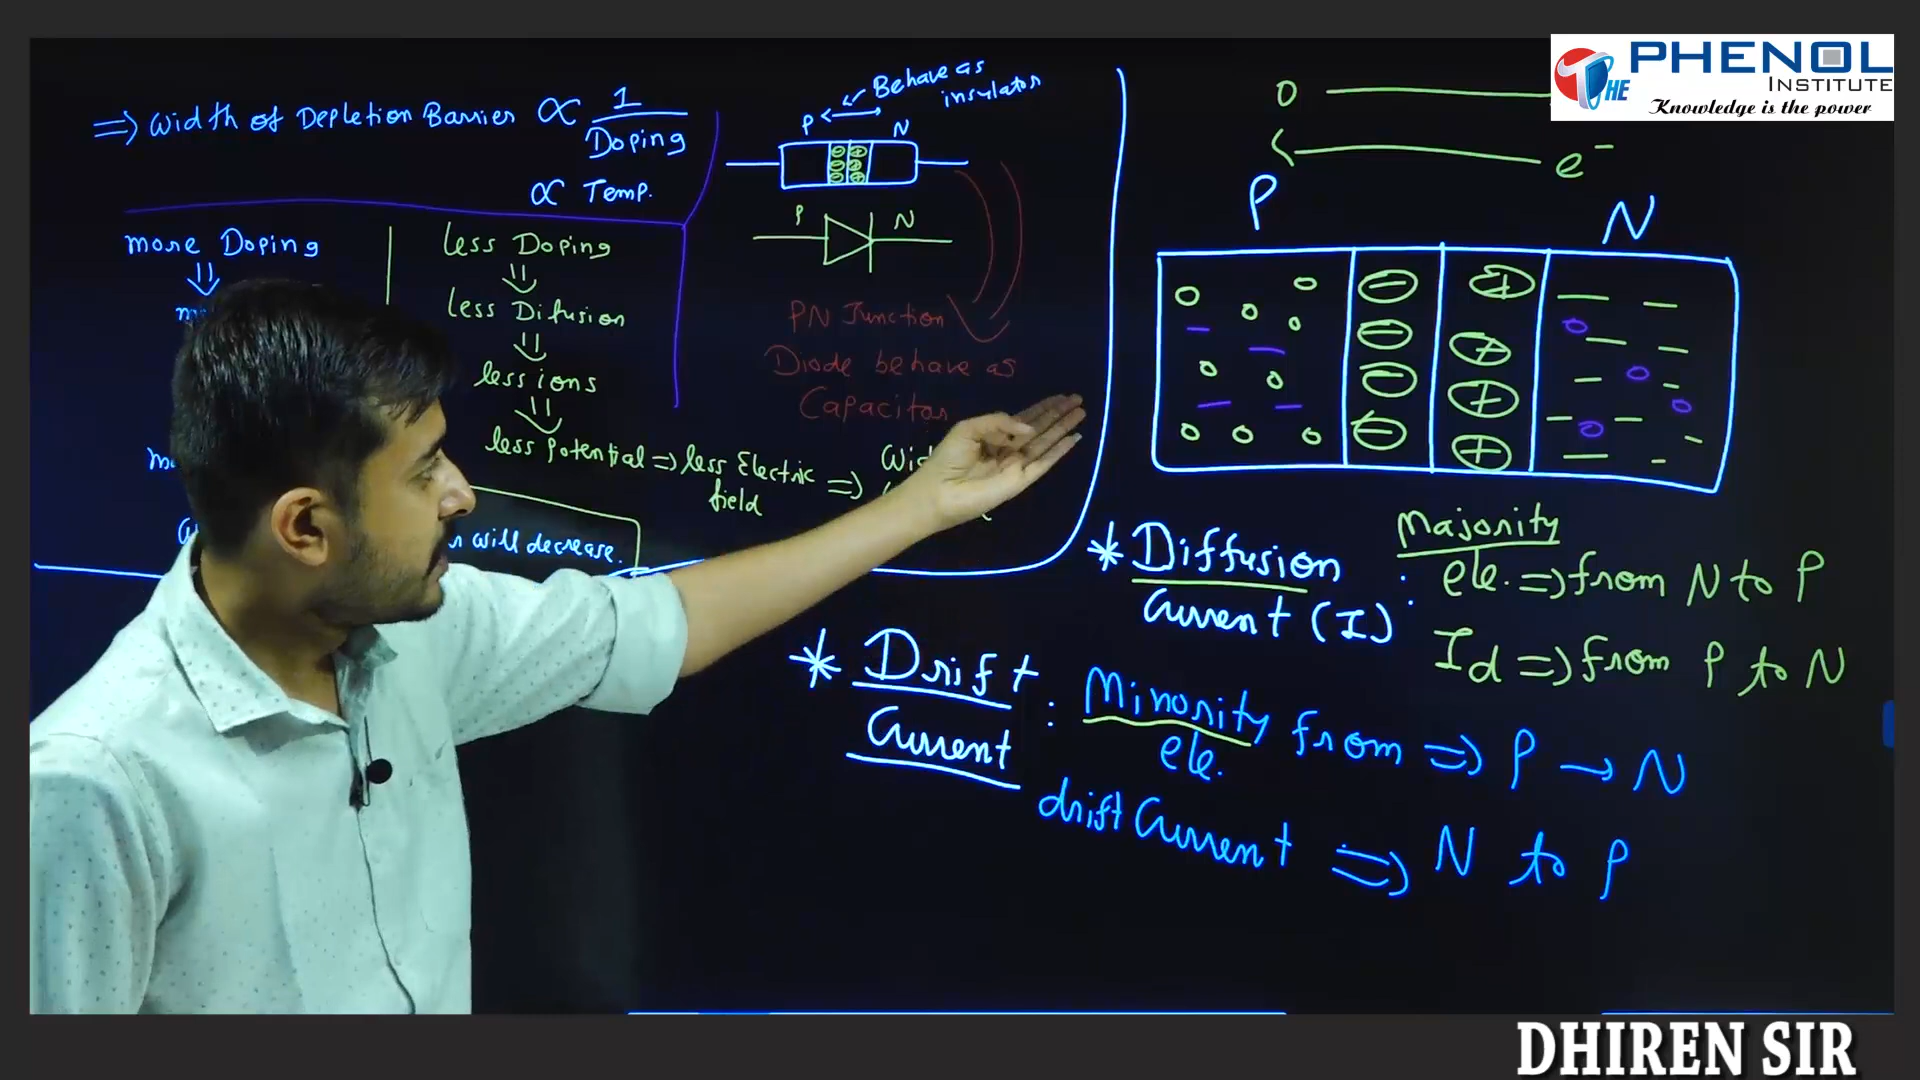 THE PHENOL
INSTITUTE
Knowledge is the power
=> Width of Depletion Barrier ∝ 1
Doping
∝ Temp.
more Doping
less Doping
less Difusion
less ions
less Potential => less Electric
field =>
will decrease.
Behave as
insulator
P N
P N
PN Junction
Diode behave as
Capacitor
O
e⁻
P N
* Diffusion
Current (I) :
Majority
ele. => from N to P
Id => from P to N
* Drift
Current :
Minority from => P → N
ele.
drift Current => N to P
DHIREN SIR